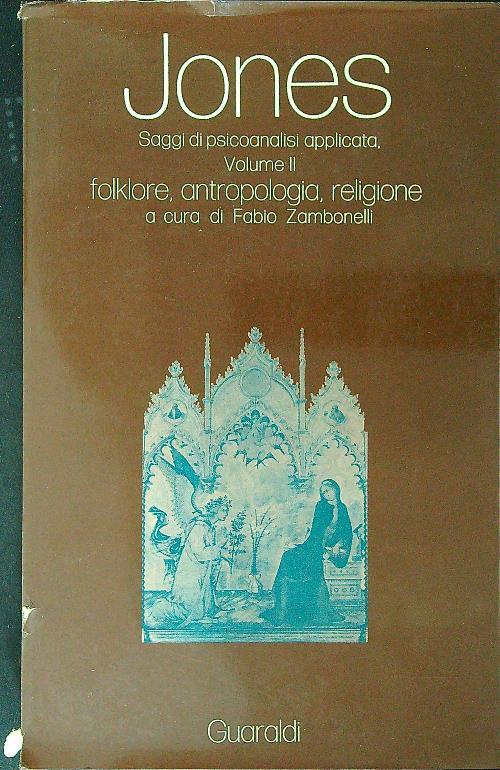 Jones
Saggi di psicoanalisi applicata,
Volume II
folklore, antropologia, religione
a cura di Fabio Zambonelli
Guaraldi